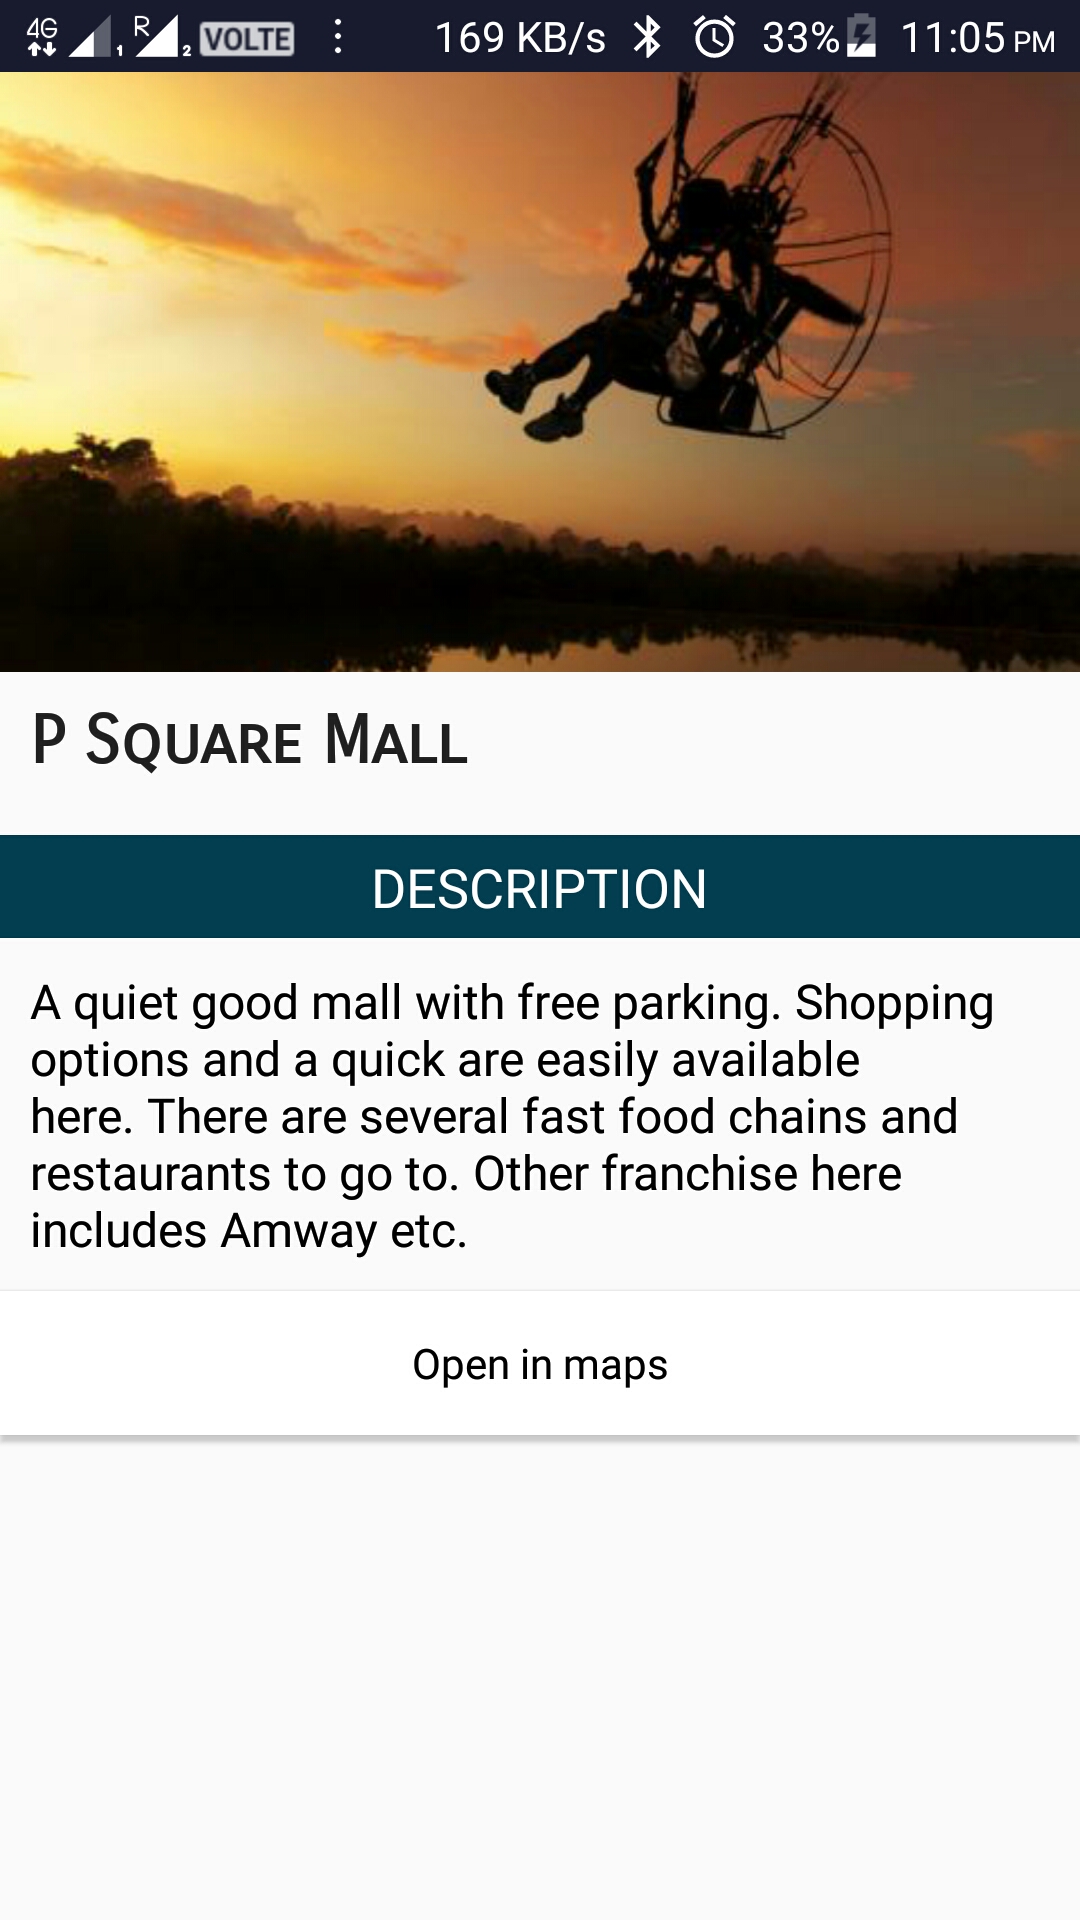 4G 1 R 2 VOLTE 169 KB/s 33% 11:05 PM
P Square Mall
DESCRIPTION
A quiet good mall with free parking. Shopping
options and a quick are easily available
here. There are several fast food chains and
restaurants to go to. Other franchise here
includes Amway etc.
Open in maps